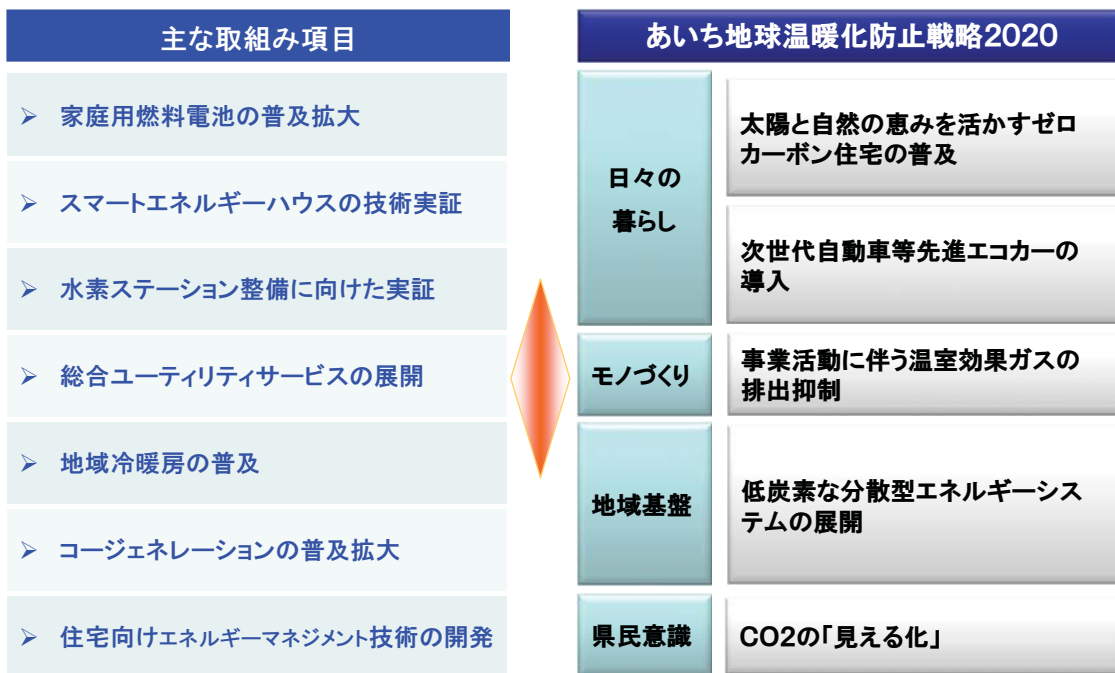 主な取組み項目
➢ 家庭用燃料電池の普及拡大
➢ スマートエネルギーハウスの技術実証
➢ 水素ステーション整備に向けた実証
➢ 総合ユーティリティサービスの展開
➢ 地域冷暖房の普及
➢ コージェネレーションの普及拡大
➢ 住宅向けエネルギーマネジメント技術の開発
あいち地球温暖化防止戦略2020
日々の
暮らし
太陽と自然の恵みを活かすゼロ
カーボン住宅の普及
次世代自動車等先進エコカーの
導入
モノづくり
事業活動に伴う温室効果ガスの
排出抑制
地域基盤
低炭素な分散型エネルギーシス
テムの展開
県民意識
CO2の「見える化」